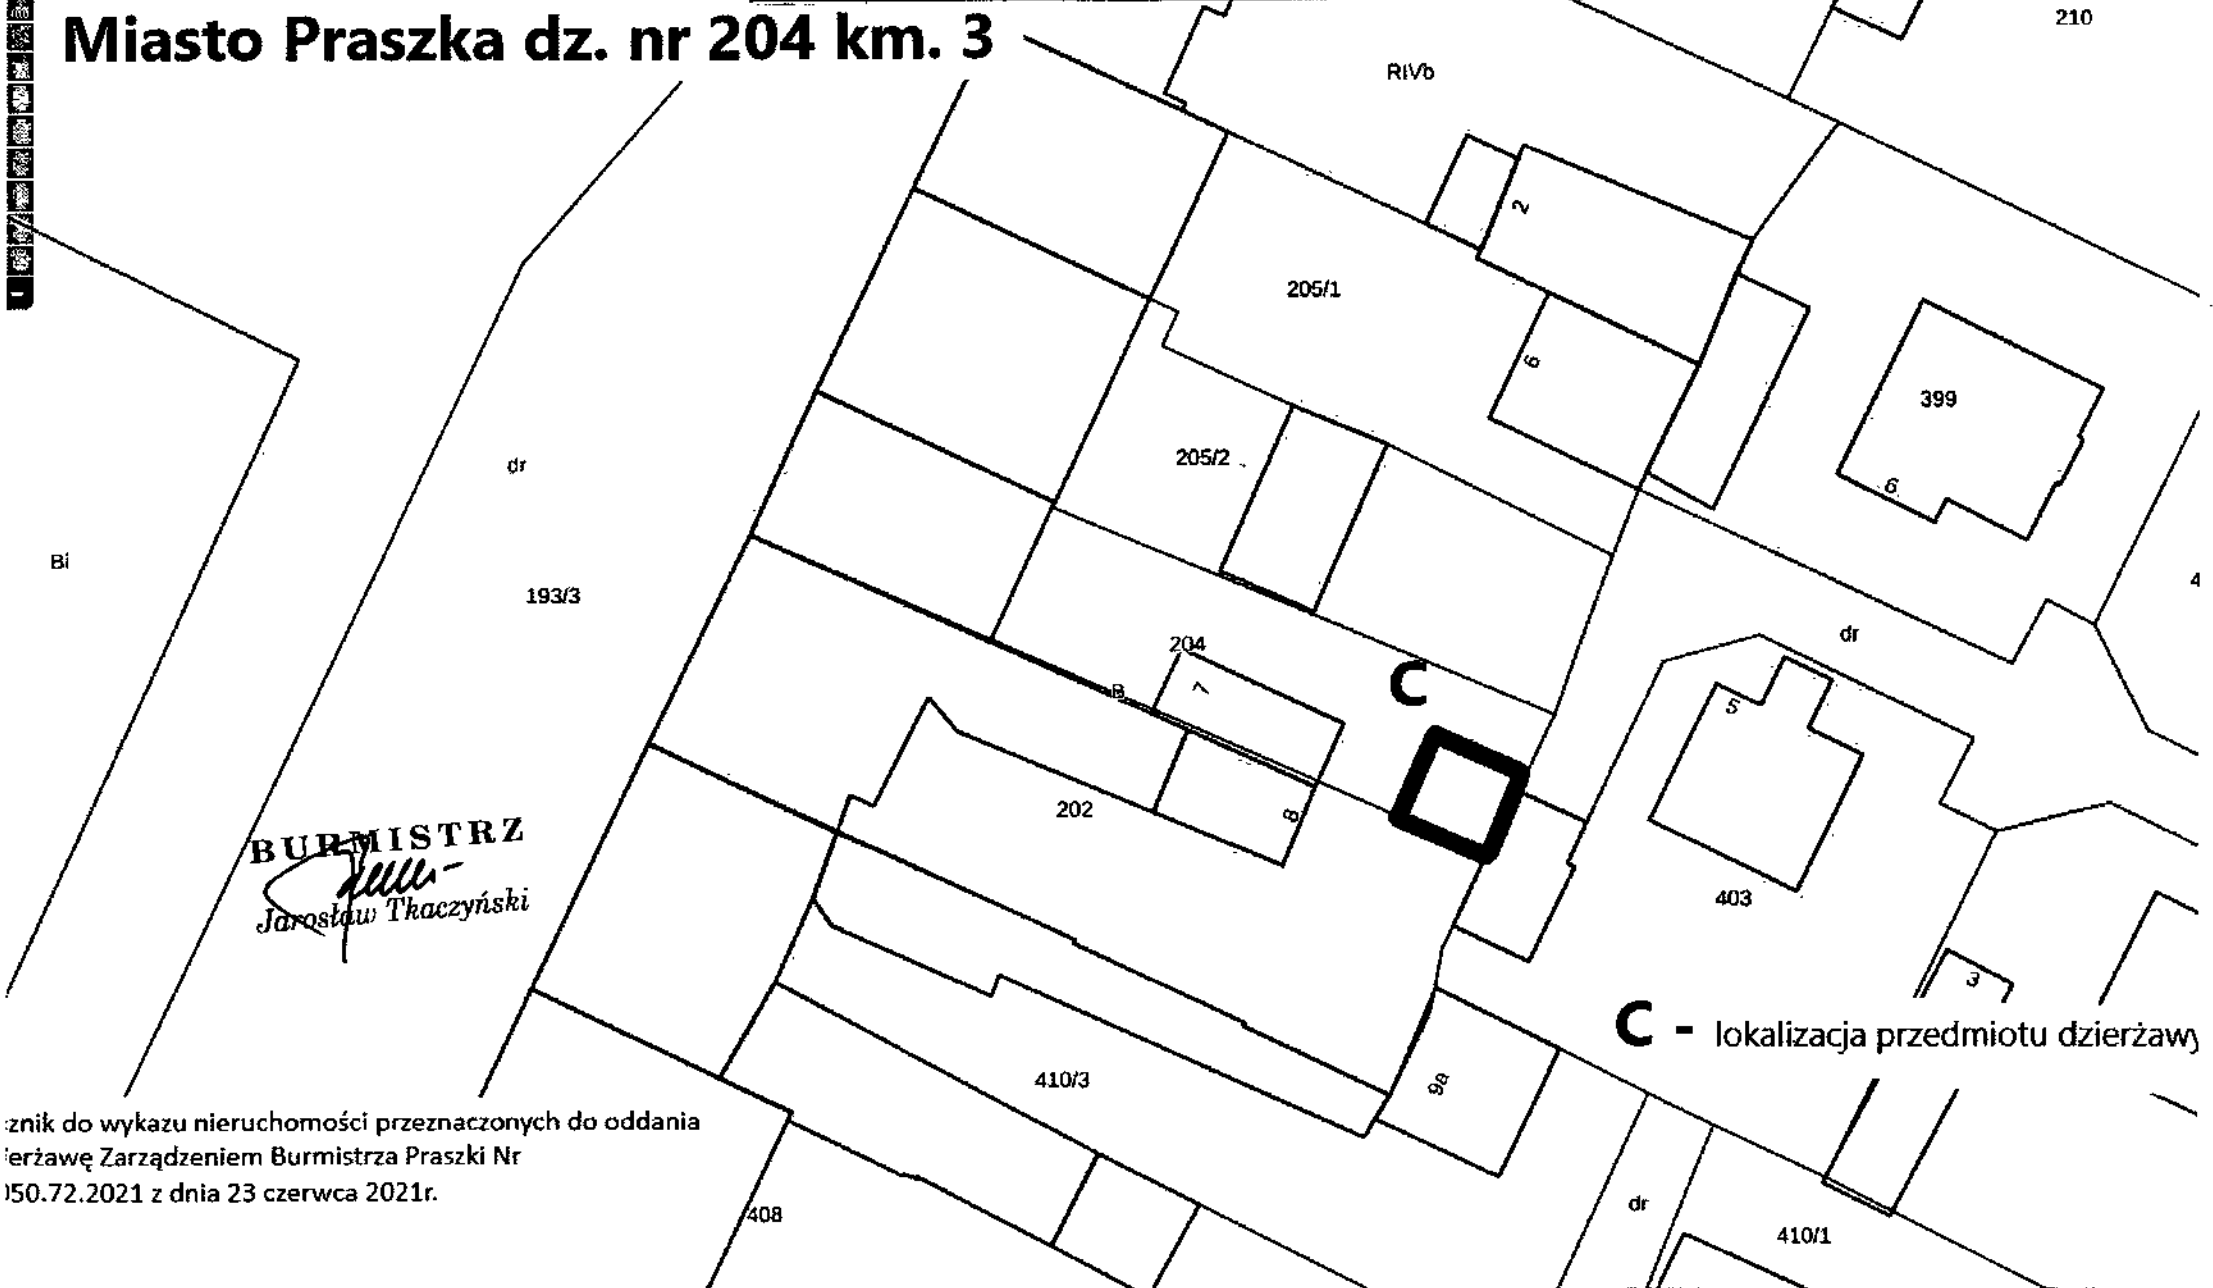 Miasto Praszka dz. nr 204 km. 3
210
RIVb
2
205/1
6
399
6
205/2
dr
Bi
193/3
4
dr
204
7
C
B
5
202
8
BURMISTRZ
Jarosław Tkaczyński
403
3
C - lokalizacja przedmiotu dzierżawy
410/3
9a
znik do wykazu nieruchomości przeznaczonych do oddania
erżawę Zarządzeniem Burmistrza Praszki Nr
050.72.2021 z dnia 23 czerwca 2021r.
408
dr
410/1